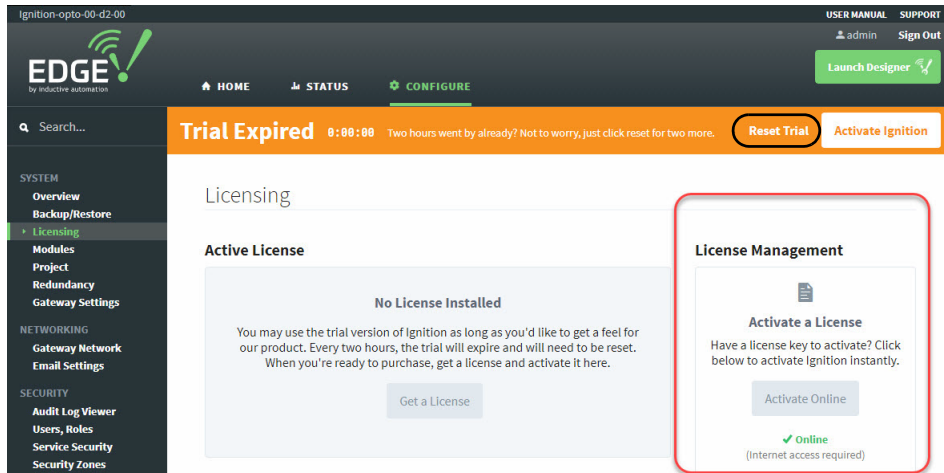 Ignition-opto-00-d2-00
USER MANUAL SUPPORT
admin Sign Out
EDGE
by inductive automation
Launch Designer
HOME STATUS CONFIGURE
Search...
Trial Expired 0:00:00 Two hours went by already? Not to worry, just click reset for two more. Reset Trial Activate Ignition
SYSTEM
Overview
Backup/Restore
Licensing
Modules
Project
Redundancy
Gateway Settings
NETWORKING
Gateway Network
Email Settings
SECURITY
Audit Log Viewer
Users, Roles
Service Security
Security Zones
Licensing
Active License
No License Installed
You may use the trial version of Ignition as long as you'd like to get a feel for
our product. Every two hours, the trial will expire and will need to be reset.
When you're ready to purchase, get a license and activate it here.
Get a License
License Management
Activate a License
Have a license key to activate? Click
below to activate Ignition instantly.
Activate Online
Online
(Internet access required)